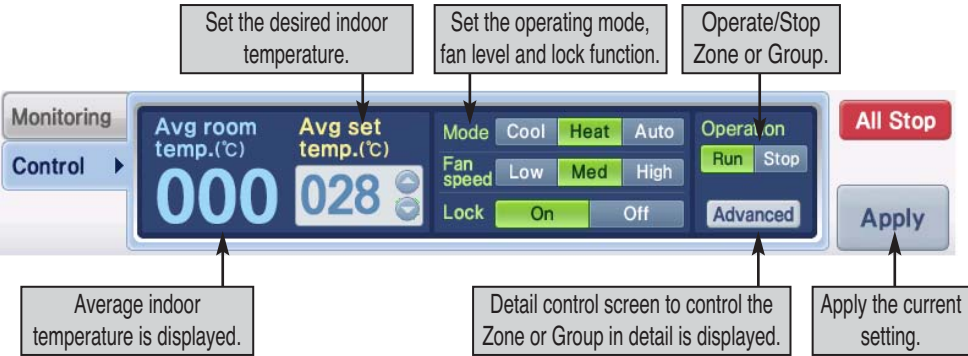 Set the desired indoor
temperature.
Set the operating mode,
fan level and lock function.
Operate/Stop
Zone or Group.
Monitoring
Control
Avg room
temp.(℃)
000
Avg set
temp.(℃)
028
Mode Cool Heat Auto
Fan
speed Low Med High
Lock On Off
Operation
Run Stop
Advanced
All Stop
Apply
Average indoor
temperature is displayed.
Detail control screen to control the
Zone or Group in detail is displayed.
Apply the current
setting.